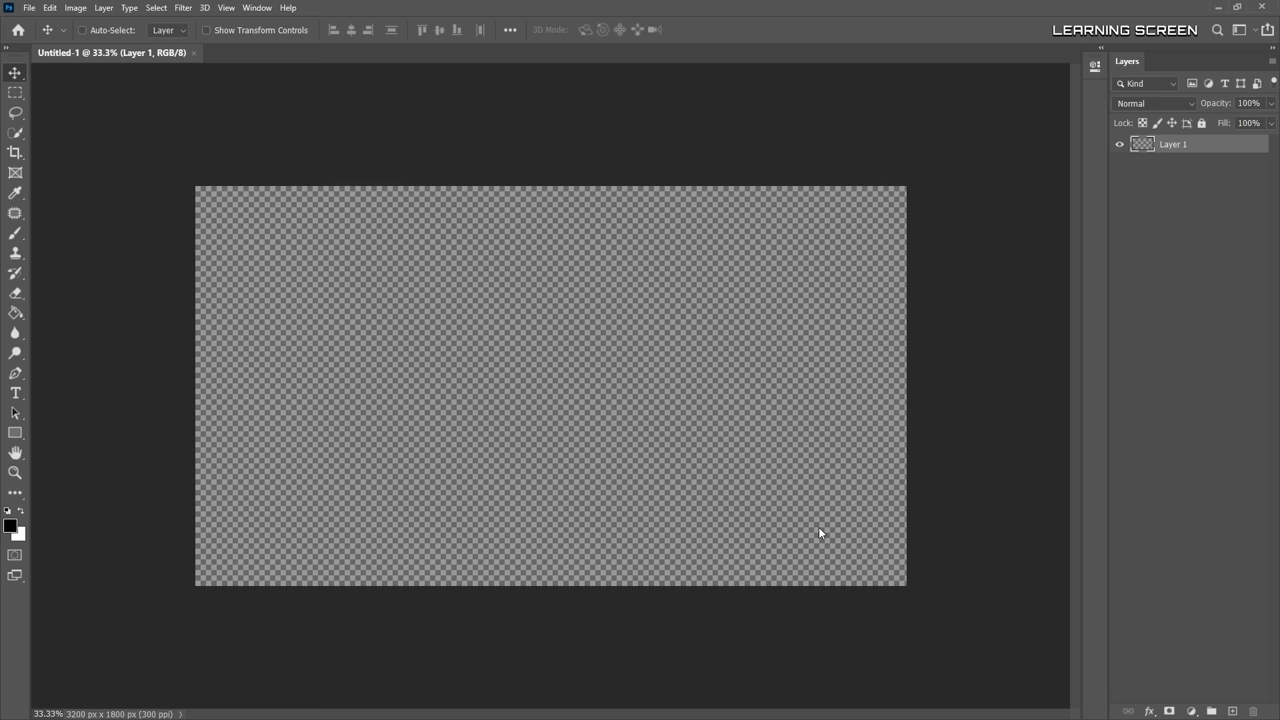 Ps File Edit Image Layer Type Select Filter 3D View Window Help
Auto-Select: Layer Show Transform Controls 3D Mode: LEARNING SCREEN
Untitled-1 @ 33.3% (Layer 1, RGB/8)
Layers
Kind
Normal Opacity: 100%
Lock: Fill: 100%
Layer 1
33.33% 3200 px x 1800 px (300 ppi)